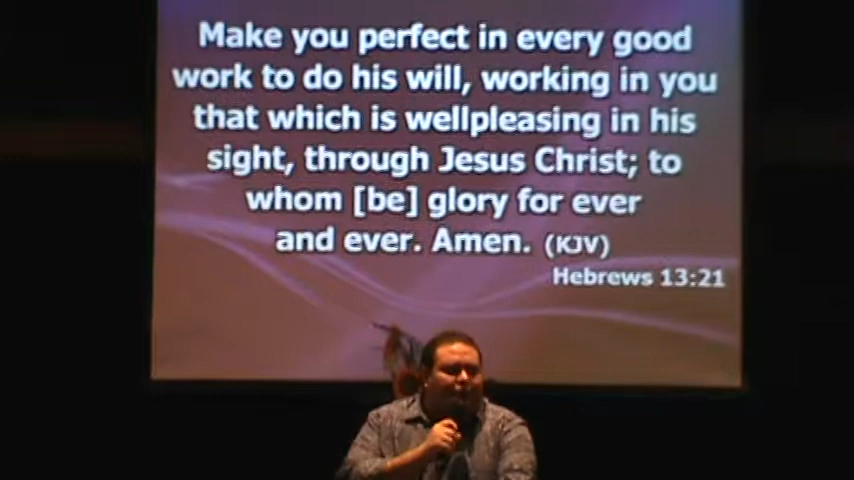 Make you perfect in every good
work to do his will, working in you
that which is wellpleasing in his
sight, through Jesus Christ; to
whom [be] glory for ever
and ever. Amen. (KJV)
Hebrews 13:21